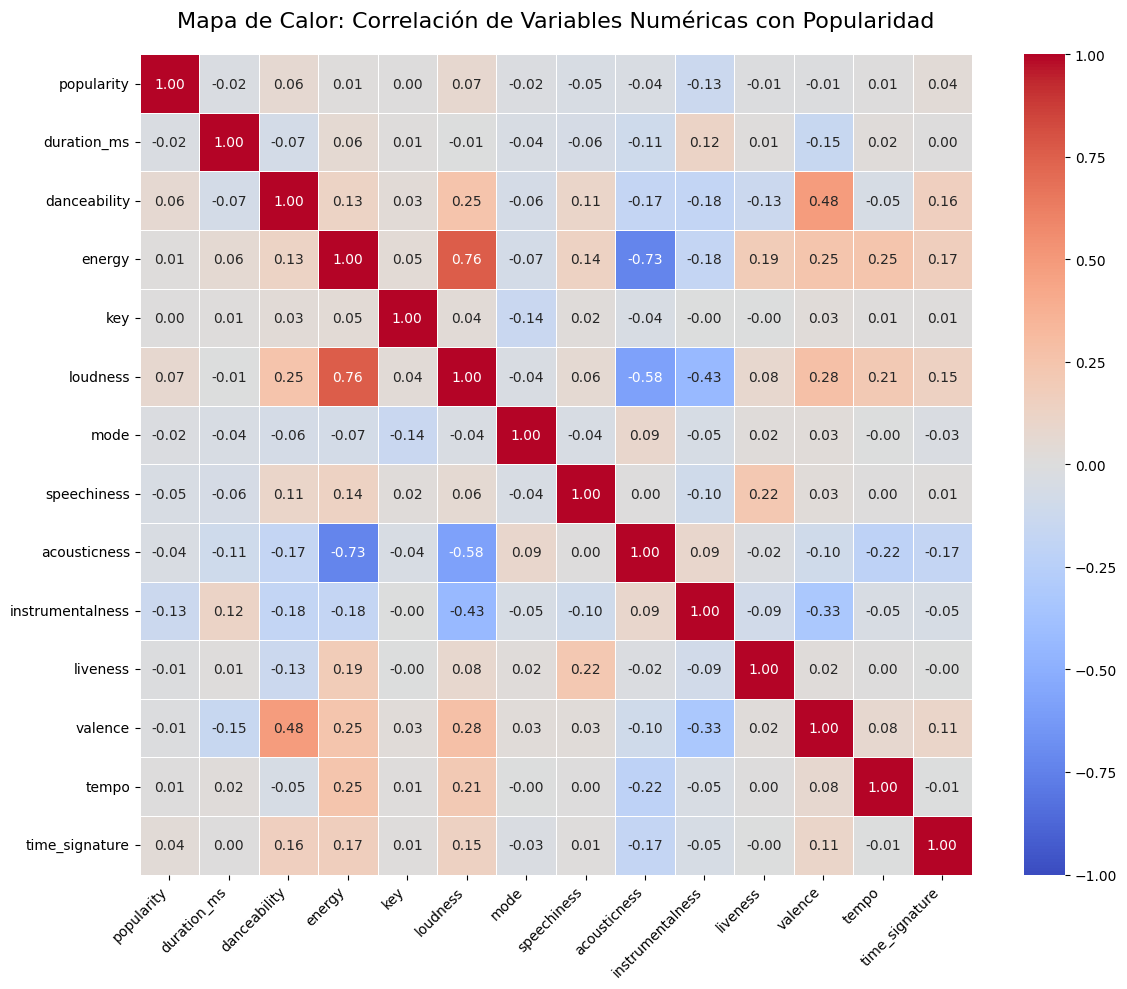 Mapa de Calor: Correlación de Variables Numéricas con Popularidad
popularity 1.00 -0.02 0.06 0.01 0.00 0.07 -0.02 -0.05 -0.04 -0.13 -0.01 -0.01 0.01 0.04
duration_ms -0.02 1.00 -0.07 0.06 0.01 -0.01 -0.04 -0.06 -0.11 0.12 0.01 -0.15 0.02 0.00
danceability 0.06 -0.07 1.00 0.13 0.03 0.25 -0.06 0.11 -0.17 -0.18 -0.13 0.48 -0.05 0.16
energy 0.01 0.06 0.13 1.00 0.05 0.76 -0.07 0.14 -0.73 -0.18 0.19 0.25 0.25 0.17
key 0.00 0.01 0.03 0.05 1.00 0.04 -0.14 0.02 -0.04 -0.00 -0.00 0.03 0.01 0.01
loudness 0.07 -0.01 0.25 0.76 0.04 1.00 -0.04 0.06 -0.58 -0.43 0.08 0.28 0.21 0.15
mode -0.02 -0.04 -0.06 -0.07 -0.14 -0.04 1.00 -0.04 0.09 -0.05 0.02 0.03 -0.00 -0.03
speechiness -0.05 -0.06 0.11 0.14 0.02 0.06 -0.04 1.00 0.00 -0.10 0.22 0.03 0.00 0.01
acousticness -0.04 -0.11 -0.17 -0.73 -0.04 -0.58 0.09 0.00 1.00 0.09 -0.02 -0.10 -0.22 -0.17
instrumentalness -0.13 0.12 -0.18 -0.18 -0.00 -0.43 -0.05 -0.10 0.09 1.00 -0.09 -0.33 -0.05 -0.05
liveness -0.01 0.01 -0.13 0.19 -0.00 0.08 0.02 0.22 -0.02 -0.09 1.00 0.02 0.00 -0.00
valence -0.01 -0.15 0.48 0.25 0.03 0.28 0.03 0.03 -0.10 -0.33 0.02 1.00 0.08 0.11
tempo 0.01 0.02 -0.05 0.25 0.01 0.21 -0.00 0.00 -0.22 -0.05 0.00 0.08 1.00 -0.01
time_signature 0.04 0.00 0.16 0.17 0.01 0.15 -0.03 0.01 -0.17 -0.05 -0.00 0.11 -0.01 1.00
popularity duration_ms danceability energy key loudness mode speechiness acousticness instrumentalness liveness valence tempo time_signature
1.00
0.75
0.50
0.25
0.00
−0.25
−0.50
−0.75
−1.00